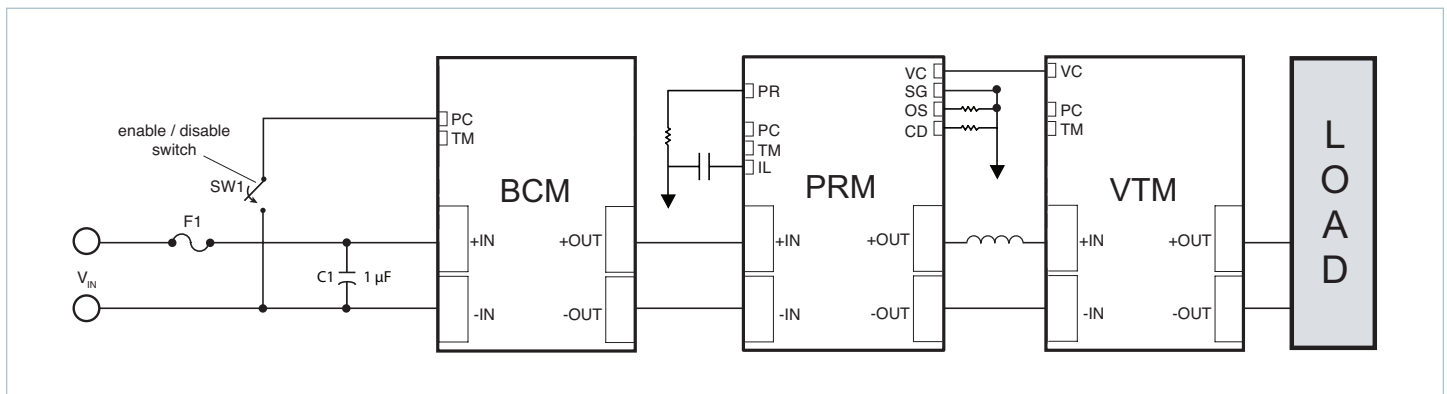 enable / disable
switch
SW1
F1
V_IN
C1 1 µF
PC
TM
BCM
+IN
-IN
+OUT
-OUT
PR
PC
TM
IL
VC
SG
OS
CD
PRM
+IN
-IN
+OUT
-OUT
VC
PC
TM
VTM
+IN
-IN
+OUT
-OUT
L
O
A
D